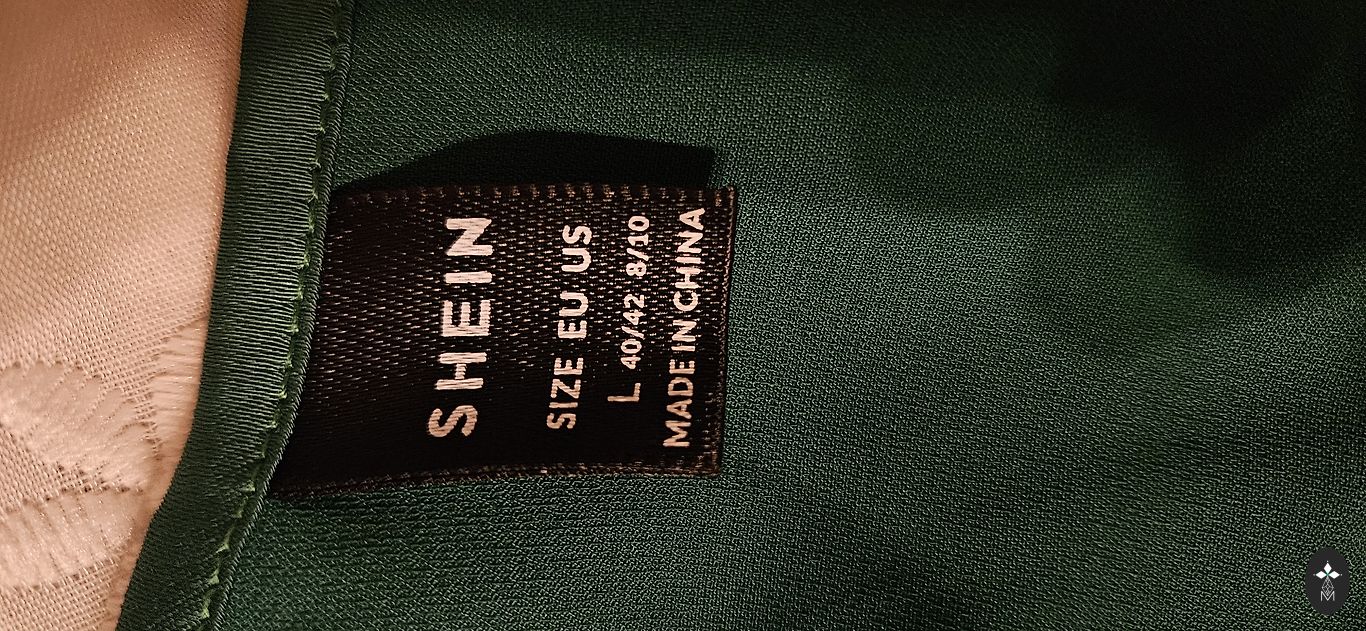 SHEIN
SIZE EU US
L 40/42 8/10
MADE IN CHINA
M